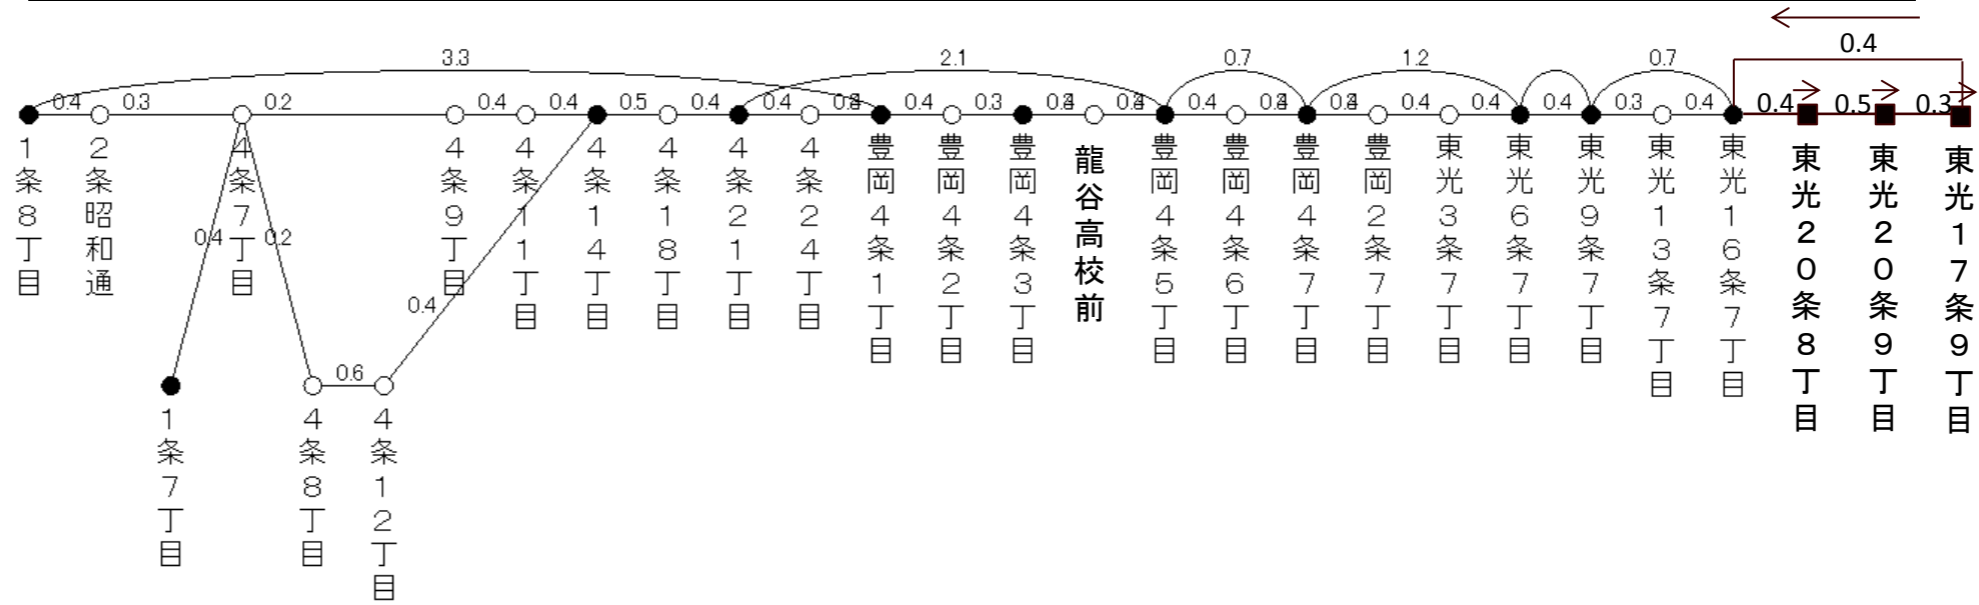 0.4
3.3
2.1
0.7
1.2
0.7
0.4
0.3
0.2
0.4
0.4
0.5
0.4
0.4
0.4
0.3
0.4
0.4
0.4
0.4
0.4
0.3
0.4
0.4
0.5
0.3
1条8丁目
2条昭和通
4条7丁目
4条9丁目
4条11丁目
4条14丁目
4条18丁目
4条21丁目
4条24丁目
豊岡4条1丁目
豊岡4条2丁目
豊岡4条3丁目
龍谷高校前
豊岡4条5丁目
豊岡4条6丁目
豊岡4条7丁目
豊岡2条7丁目
東光3条7丁目
東光6条7丁目
東光9条7丁目
東光13条7丁目
東光16条7丁目
東光20条8丁目
東光20条9丁目
東光17条9丁目
0.4
0.2
0.4
0.6
1条7丁目
4条8丁目
4条12丁目